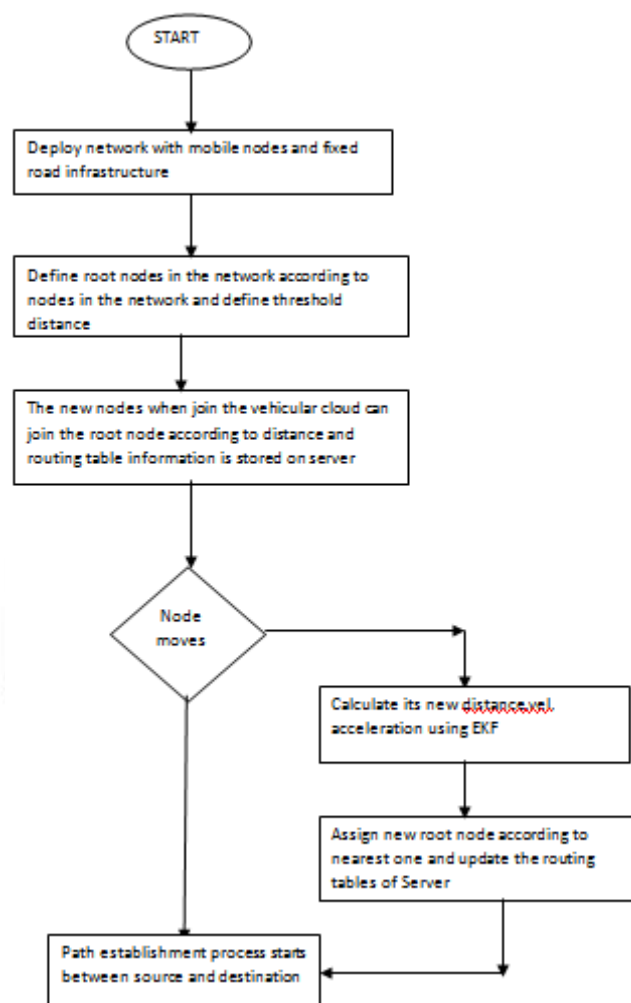 START
Deploy network with mobile nodes and fixed
road infrastructure
Define root nodes in the network according to
nodes in the network and define threshold
distance
The new nodes when join the vehicular cloud can
join the root node according to distance and
routing table information is stored on server
Node
moves
Calculate its new distance,vel,
acceleration using EKF
Assign new root node according to
nearest one and update the routing
tables of Server
Path establishment process starts
between source and destination